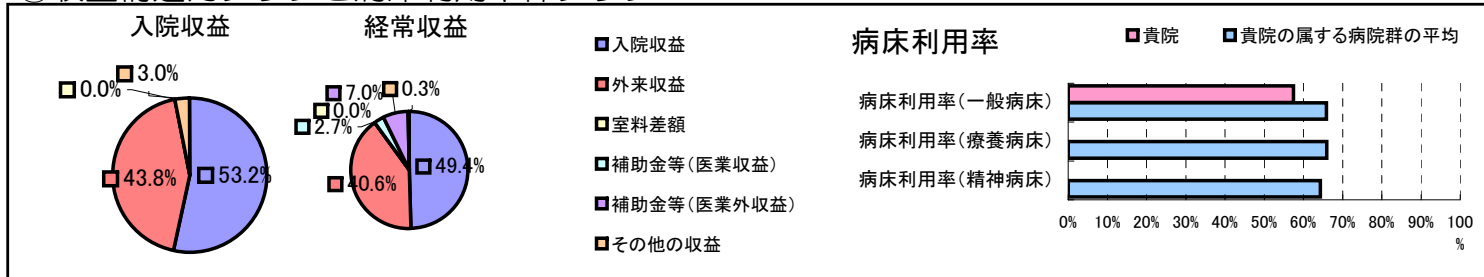 入院収益
3.0%
0.0%
43.8%
53.2%
経常収益
7.0%
0.3%
0.0%
2.7%
49.4%
40.6%
入院収益
外来収益
室料差額
補助金等(医業収益)
補助金等(医業外収益)
その他の収益
病床利用率
貴院
貴院の属する病院群の平均
病床利用率(一般病床)
病床利用率(療養病床)
病床利用率(精神病床)
0% 10% 20% 30% 40% 50% 60% 70% 80% 90% 100
%